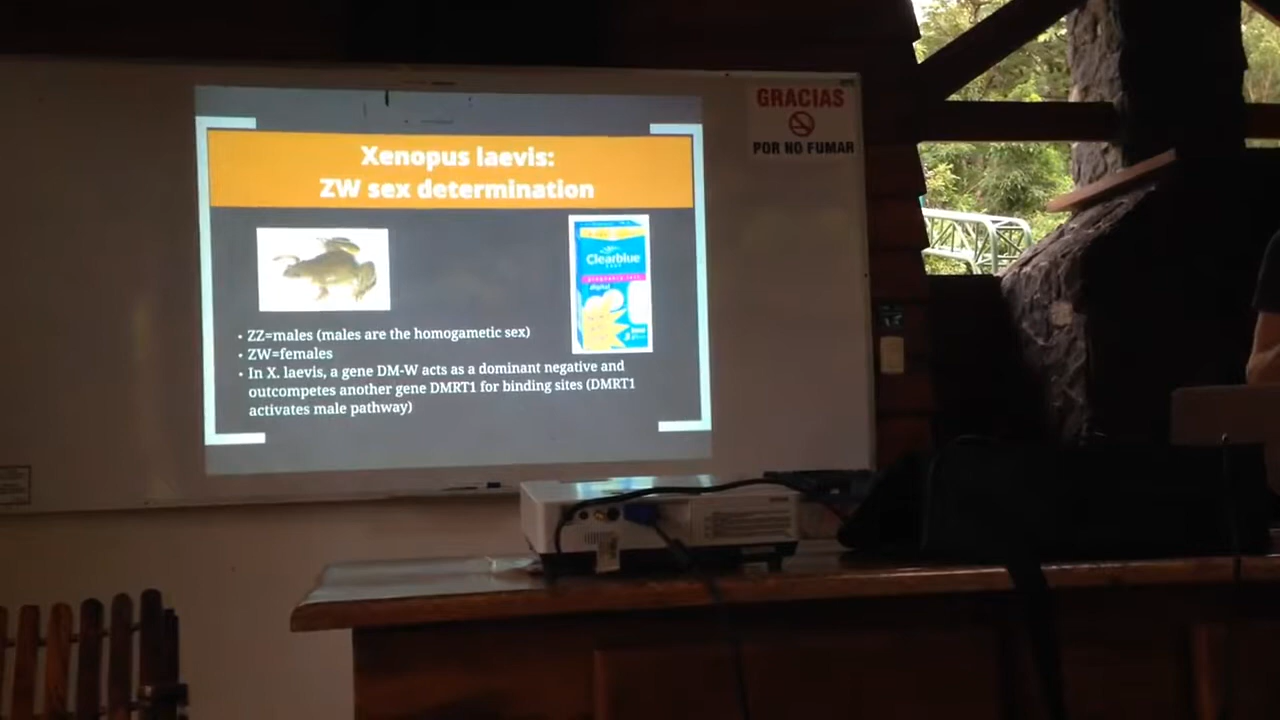 Xenopus laevis:
ZW sex determination
Clearblue
digital
• ZZ=males (males are the homogametic sex)
• ZW=females
• In X. laevis, a gene DM-W acts as a dominant negative and
outcompetes another gene DMRT1 for binding sites (DMRT1
activates male pathway)
GRACIAS
POR NO FUMAR